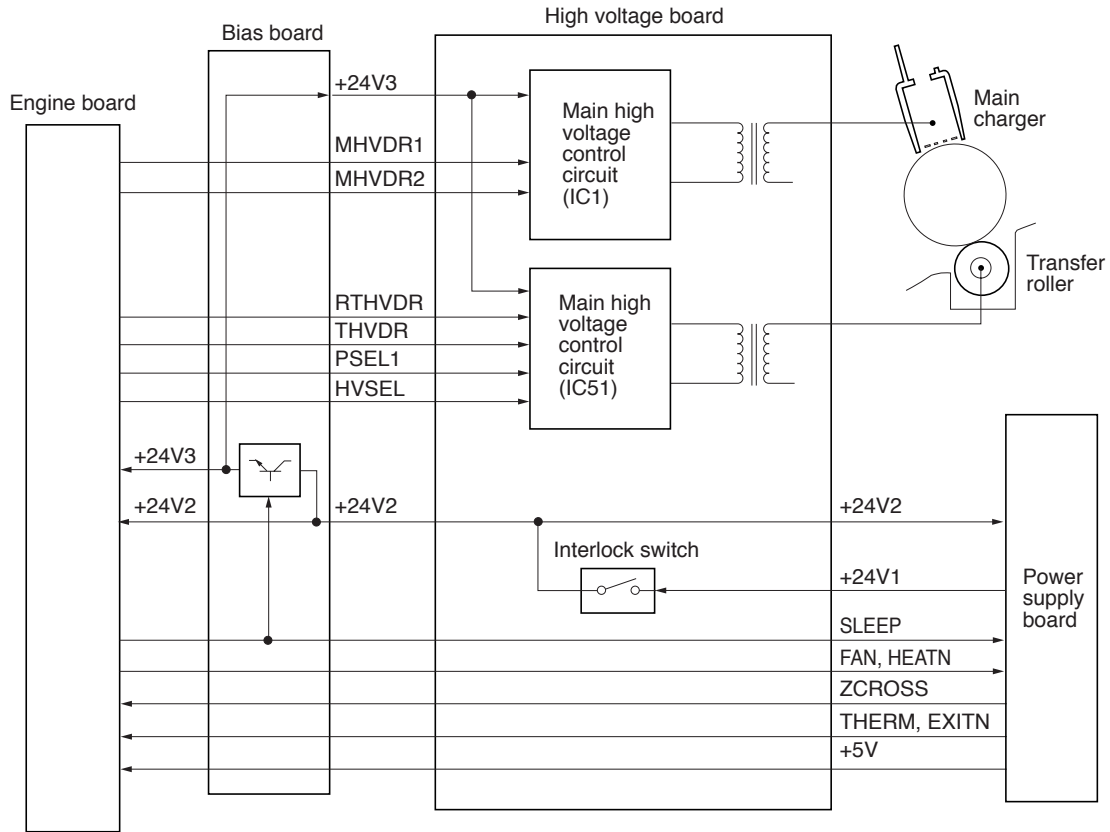 High voltage board
Bias board
Engine board
+24V3
MHVDR1
MHVDR2
Main high
voltage
control
circuit
(IC1)
Main
charger
Transfer
roller
RTHVDR
THVDR
PSEL1
HVSEL
Main high
voltage
control
circuit
(IC51)
+24V3
+24V2
+24V2
+24V2
Interlock switch
+24V1
Power
supply
board
SLEEP
FAN, HEATN
ZCROSS
THERM, EXITN
+5V